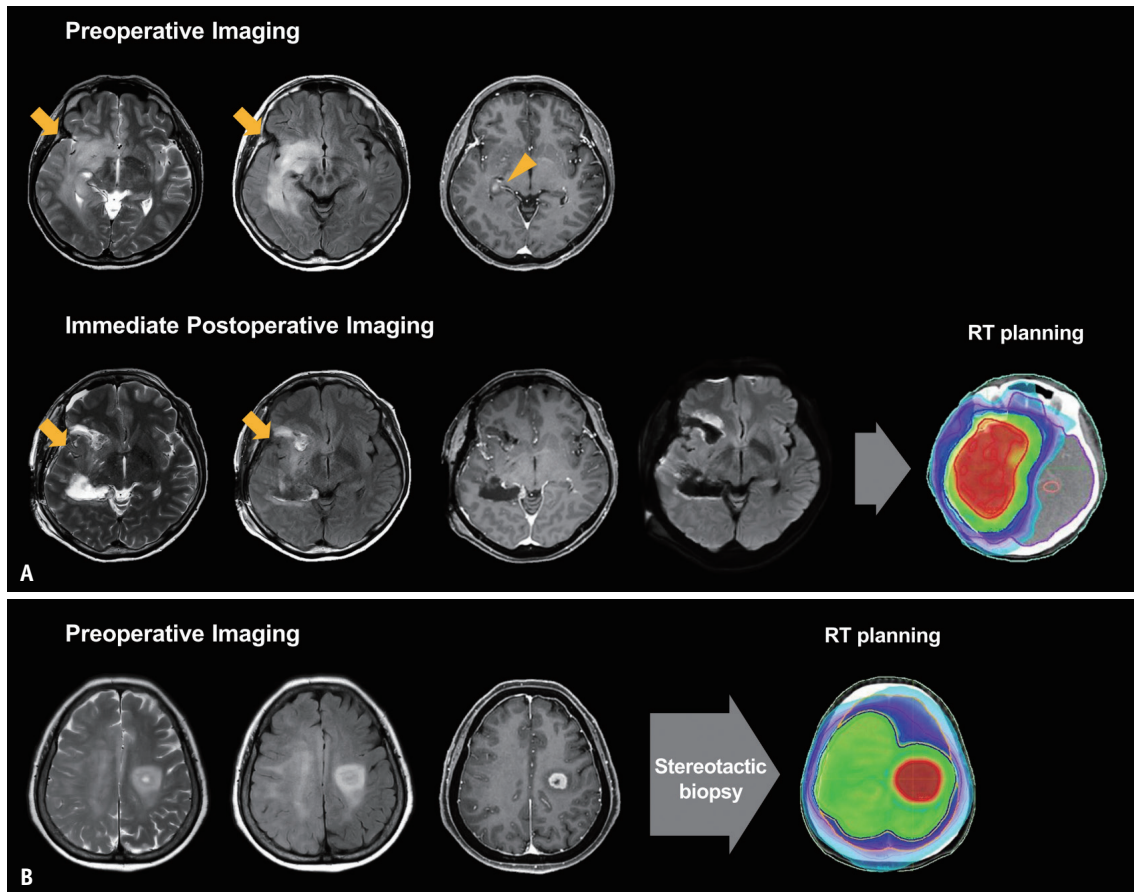 Preoperative Imaging
Immediate Postoperative Imaging
RT planning
A
Preoperative Imaging
RT planning
Stereotactic
biopsy
B